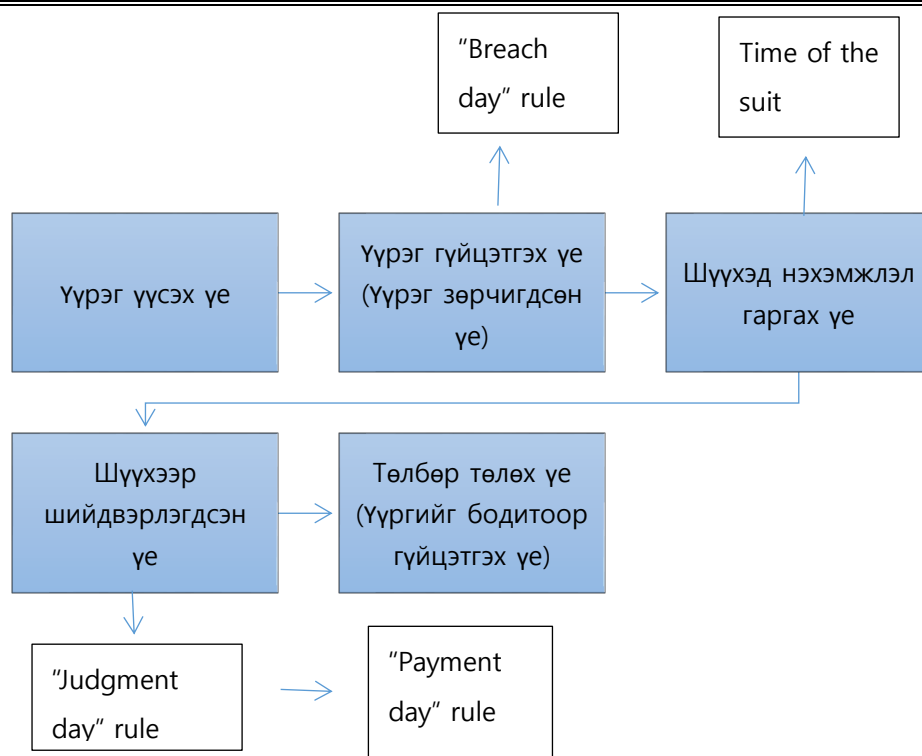 "Breach
day" rule
Time of the
suit
Үүрэг үүсэх үе
Үүрэг гүйцэтгэх үе
(Үүрэг зөрчигдсөн
үе)
Шүүхэд нэхэмжлэл
гаргах үе
Шүүхээр
шийдвэрлэгдсэн
үе
Төлбөр төлөх үе
(Үүргийг бодитоор
гүйцэтгэх үе)
"Judgment
day" rule
"Payment
day" rule